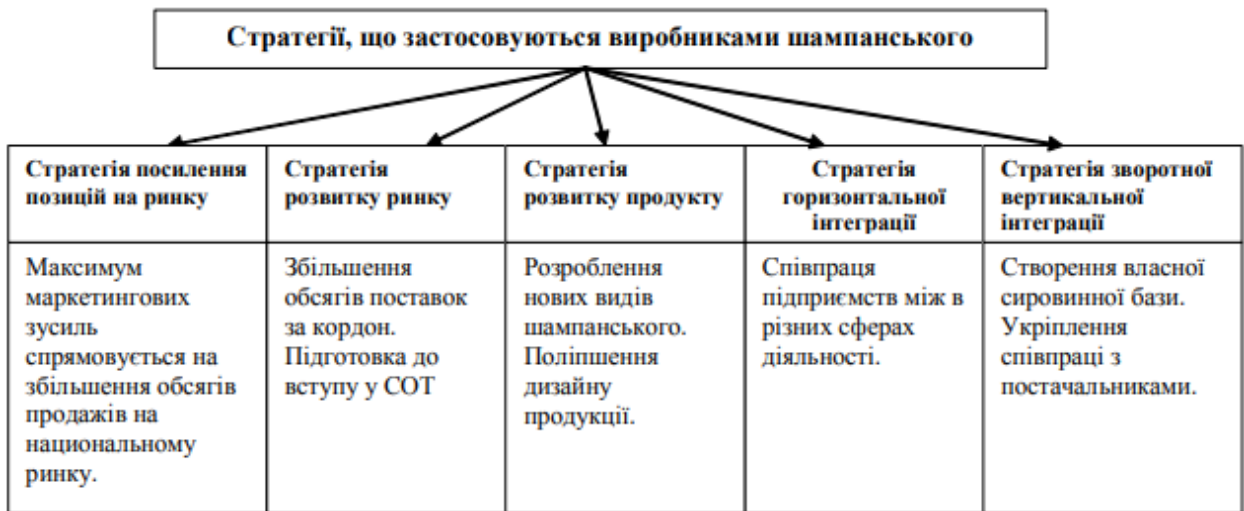 Стратегії, що застосовуються виробниками шампанського
Стратегія посилення
позицій на ринку
Стратегія
розвитку ринку
Стратегія
розвитку продукту
Стратегія
горизонтальної
інтеграції
Стратегія зворотної
вертикальної
інтеграції
Максимум
маркетингових
зусиль
спрямовується на
збільшення обсягів
продажів на
национальному
ринку.
Збільшення
обсягів поставок
за кордон.
Підготовка до
вступу у СОТ
Розроблення
нових видів
шампанського.
Поліпшення
дизайну
продукції.
Співпраця
підприємств між в
різних сферах
діяльності.
Створення власної
сировинної бази.
Укріплення
співпраці з
постачальниками.